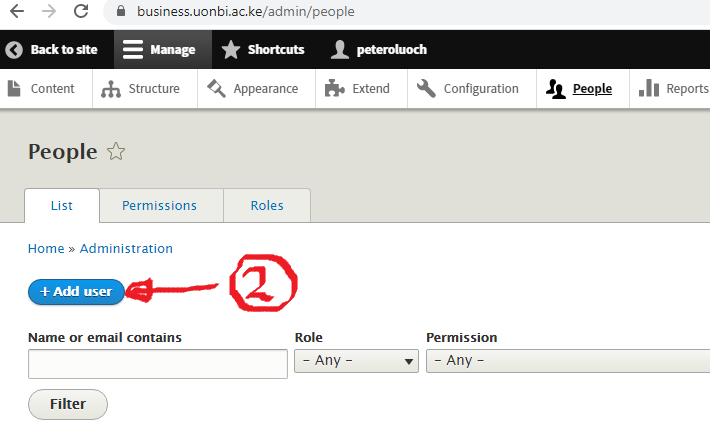 business.uonbi.ac.ke/admin/people
Back to site Manage Shortcuts peteroluoch
Content Structure Appearance Extend Configuration People Reports
People
List Permissions Roles
Home » Administration
+ Add user 2
Name or email contains Role Permission
- Any - - Any -
Filter